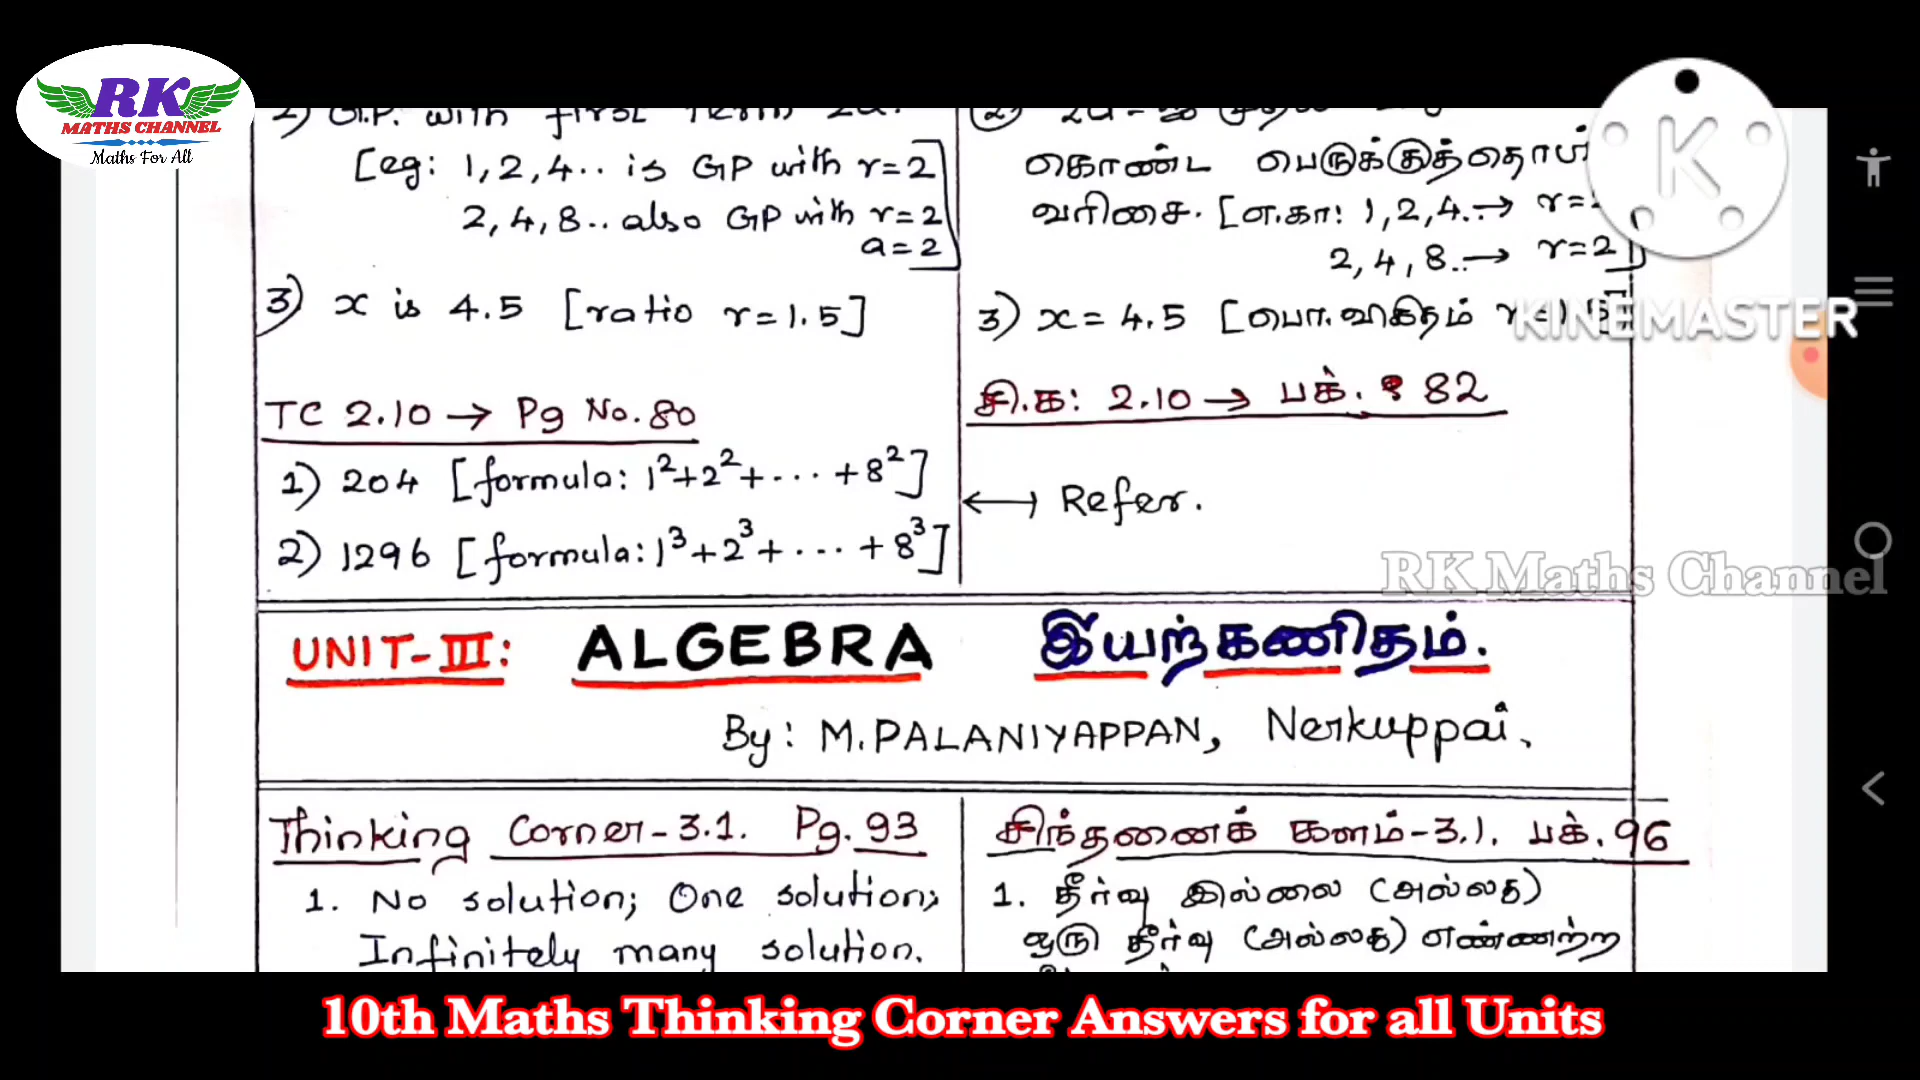 RK
MATHS CHANNEL
Maths For All
2) G.P. with first term 2a.
[eg: 1, 2, 4.. is GP with r=2
2, 4, 8.. also GP with r=2
a=2]
3) x is 4.5 [ratio r=1.5]
TC 2.10 → Pg No.80
1) 204 [formula: 1²+2²+...+8²]
2) 1296 [formula: 1³+2³+...+8³]
கொண்ட பெருக்குத்தொடர்
வரிசை. [எ.கா: 1,2,4..→ r=
2, 4, 8..→ r=2]
3) x = 4.5 [பொ.விகிதம்
சி.க: 2.10 → பக். 82
←→ Refer.
K
KINEMASTER
RK Maths Channel
UNIT-III: ALGEBRA இயற்கணிதம்.
By: M.PALANIYAPPAN, Nerkuppai.
Thinking Corner-3.1. Pg.93
1. No solution; One solution;
Infinitely many solution.
சிந்தனைக் களம்-3.1. பக்.96
1. தீர்வு இல்லை (அல்லது)
ஒரு தீர்வு (அல்லது) எண்ணற்ற
10th Maths Thinking Corner Answers for all Units